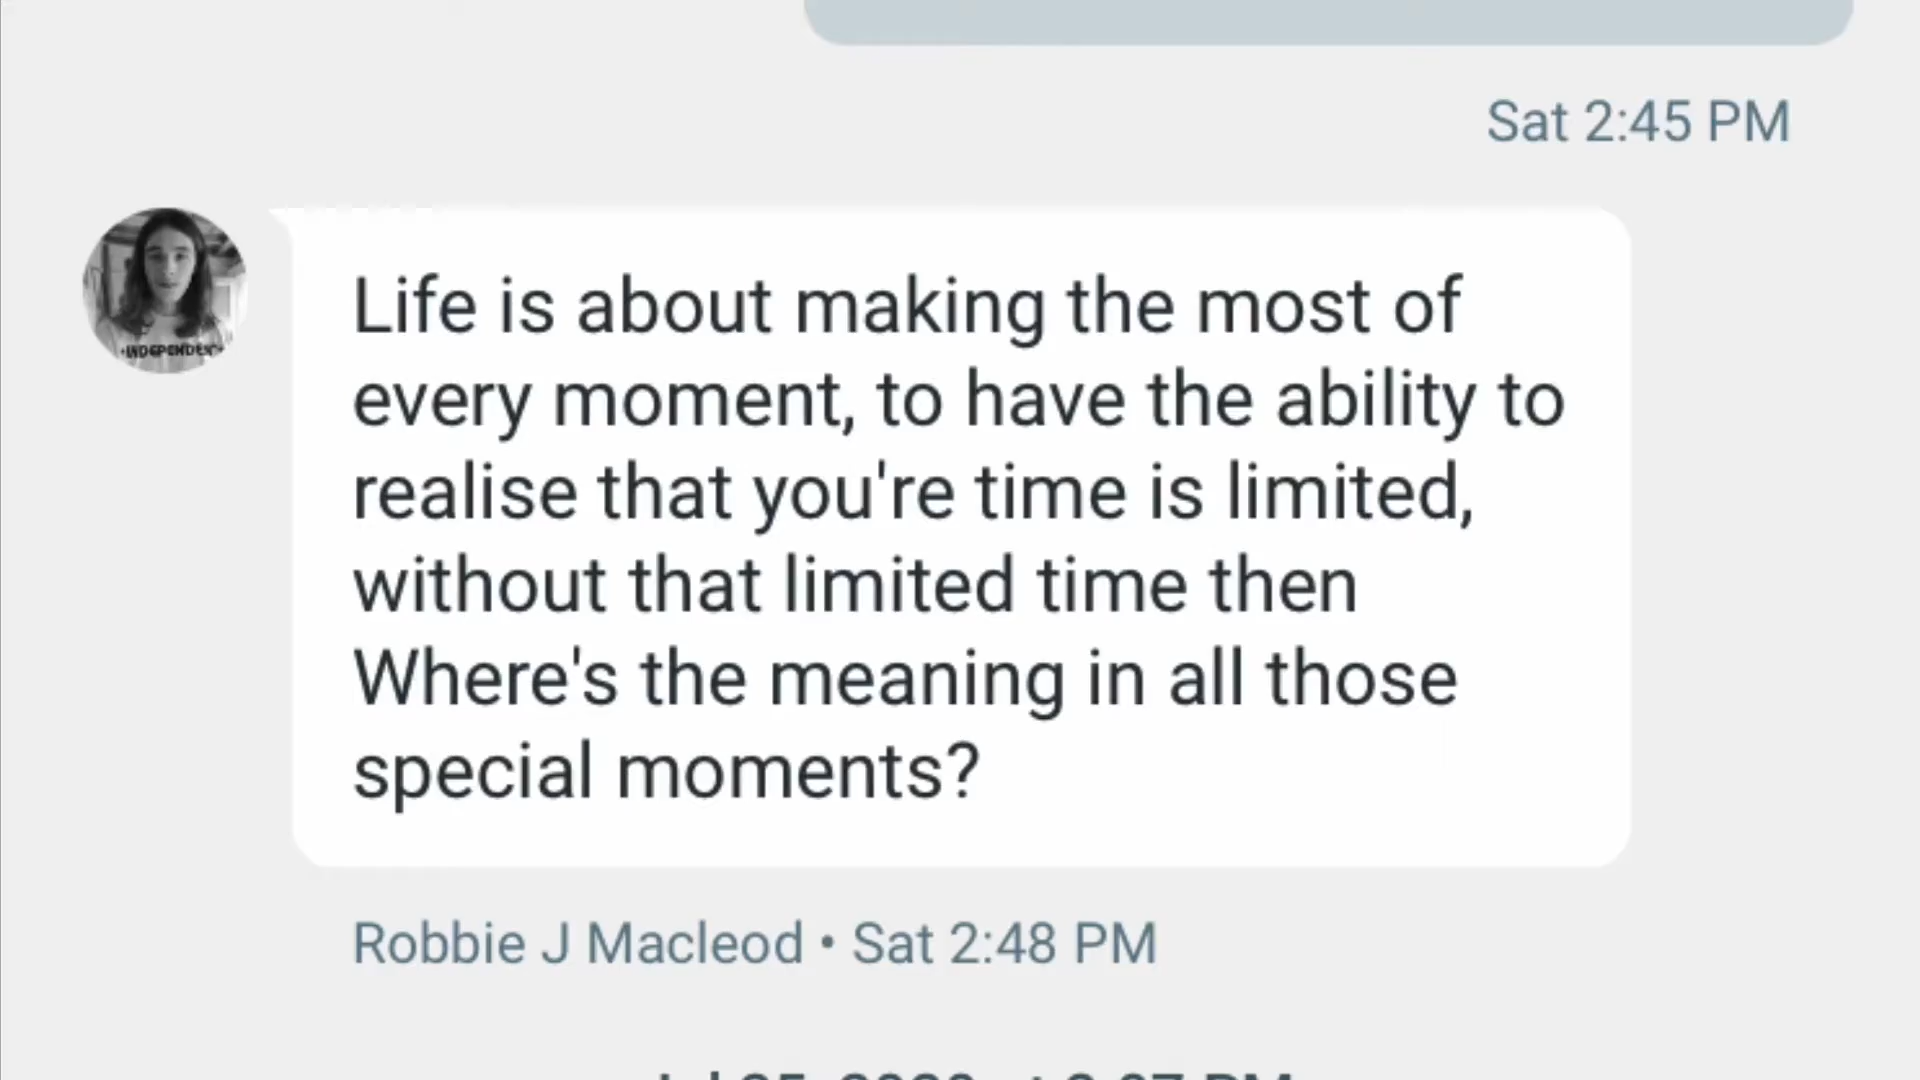 Sat 2:45 PM
Life is about making the most of
every moment, to have the ability to
realise that you're time is limited,
without that limited time then
Where's the meaning in all those
special moments?
Robbie J Macleod • Sat 2:48 PM